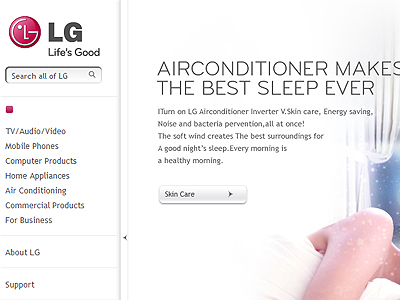 LG
Life's Good
Search all of LG
TV/Audio/Video
Mobile Phones
Computer Products
Home Appliances
Air Conditioning
Commercial Products
For Business
About LG
Support
AIRCONDITIONER MAKES
THE BEST SLEEP EVER
ITurn on LG Airconditioner Inverter V.Skin care, Energy saving,
Noise and bacteria pervention,all at once!
The soft wind creates The best surroundings for
A good night's sleep.Every morning is
a healthy morning.
Skin Care